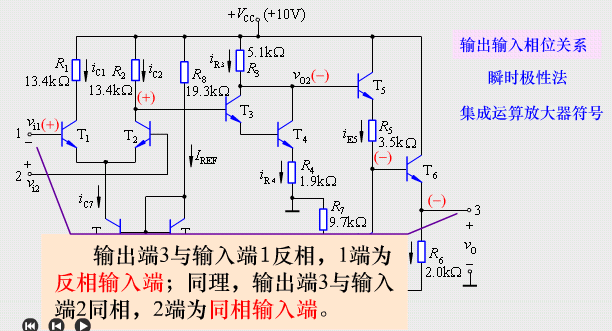 +VCC (+10V)
输出输入相位关系
瞬时极性法
集成运算放大器符号
R1
13.4kΩ
iC1
R2
13.4kΩ
iC2
R8
19.3kΩ
iR3
5.1kΩ
R3
vO2 (−)
T5
(+)
1
vi1 (+)
T1
T2
T3
T4
iE5
R5
3.5kΩ
−
+
2
vi2
IREF
(−)
T6
iR4
R4
1.9kΩ
iC7
R7
9.7kΩ
(−)
3
T
T
+
vO
−
R6
2.0kΩ
输出端3与输入端1反相，1端为
反相输入端；同理，输出端3与输入
端2同相，2端为同相输入端。